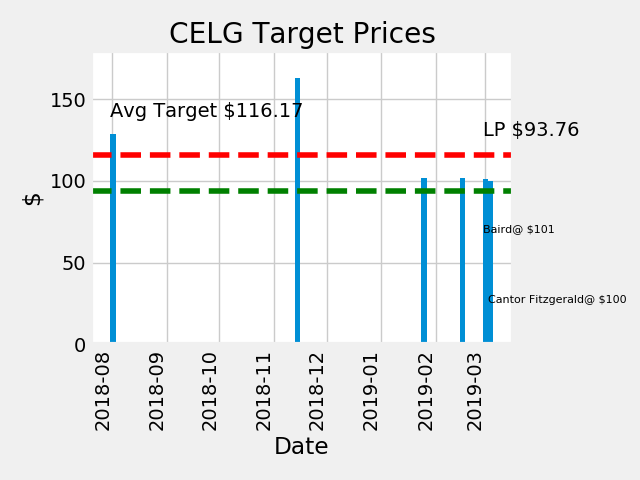 CELG Target Prices
Avg Target $116.17
LP $93.76
Baird@ $101
Cantor Fitzgerald@ $100
$
150
100
50
0
2018-08
2018-09
2018-10
2018-11
2018-12
2019-01
2019-02
2019-03
Date